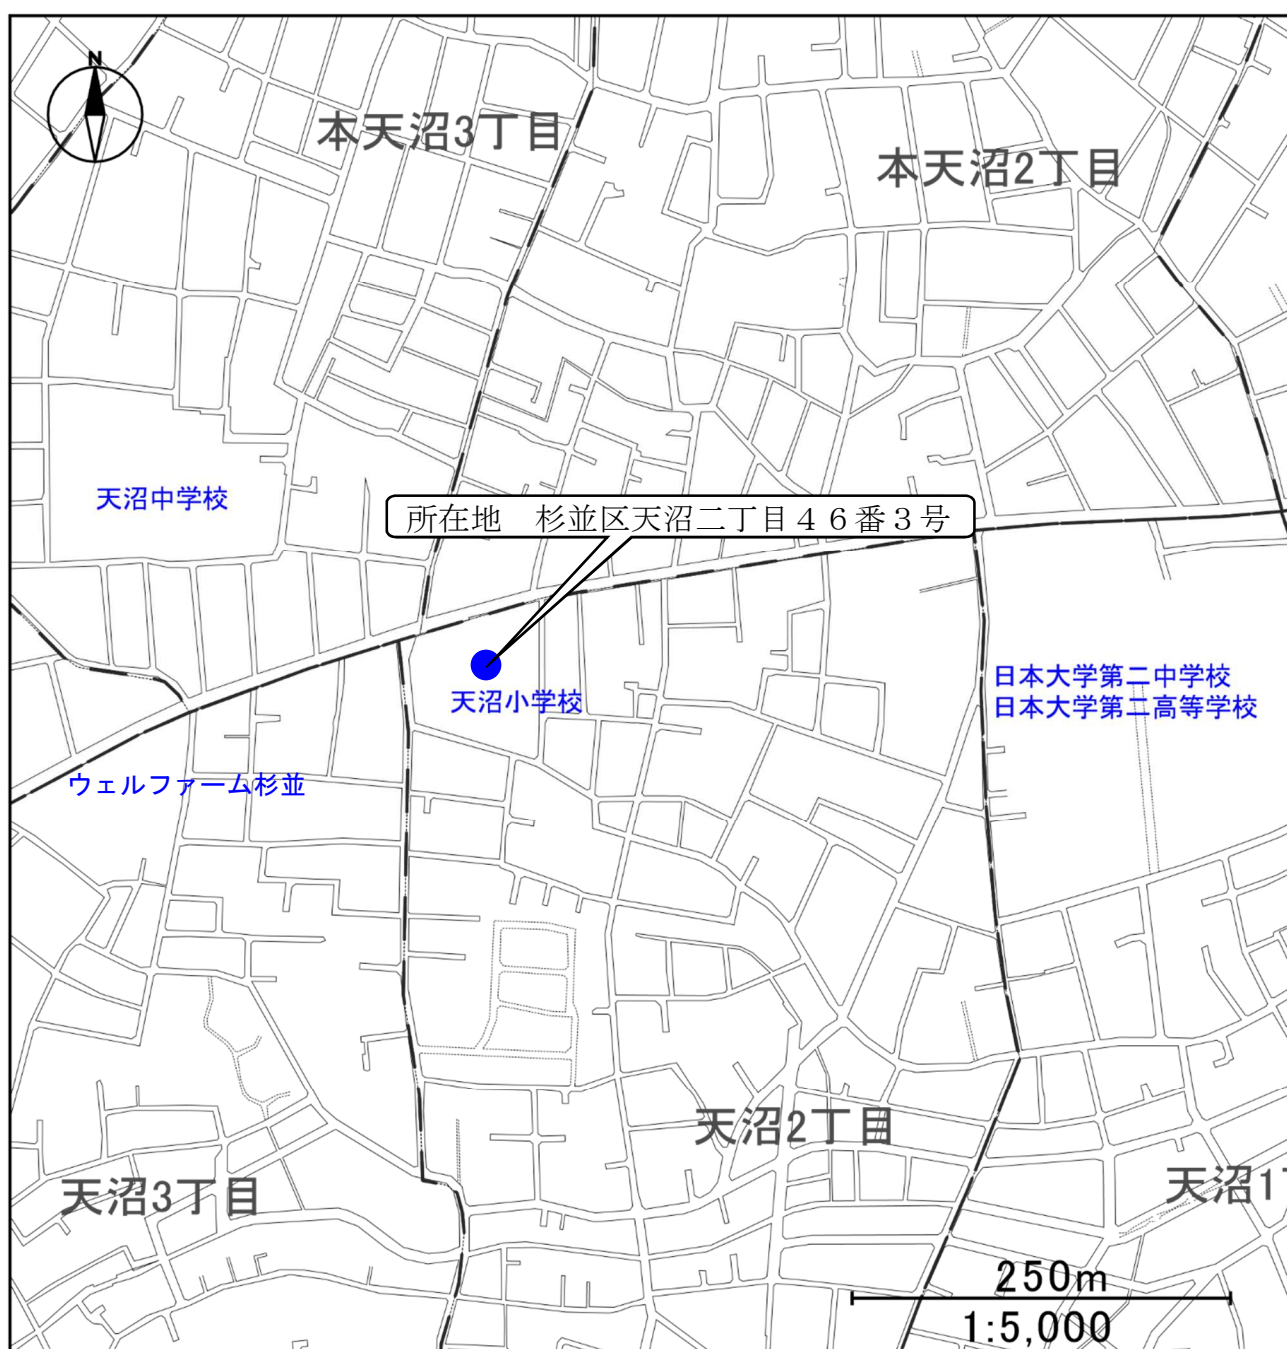 N
本天沼3丁目
本天沼2丁目
天沼中学校
所在地　杉並区天沼二丁目４６番３号
天沼小学校
日本大学第二中学校
日本大学第二高等学校
ウェルファーム杉並
天沼2丁目
天沼3丁目
天沼1丁
250m
1:5,000